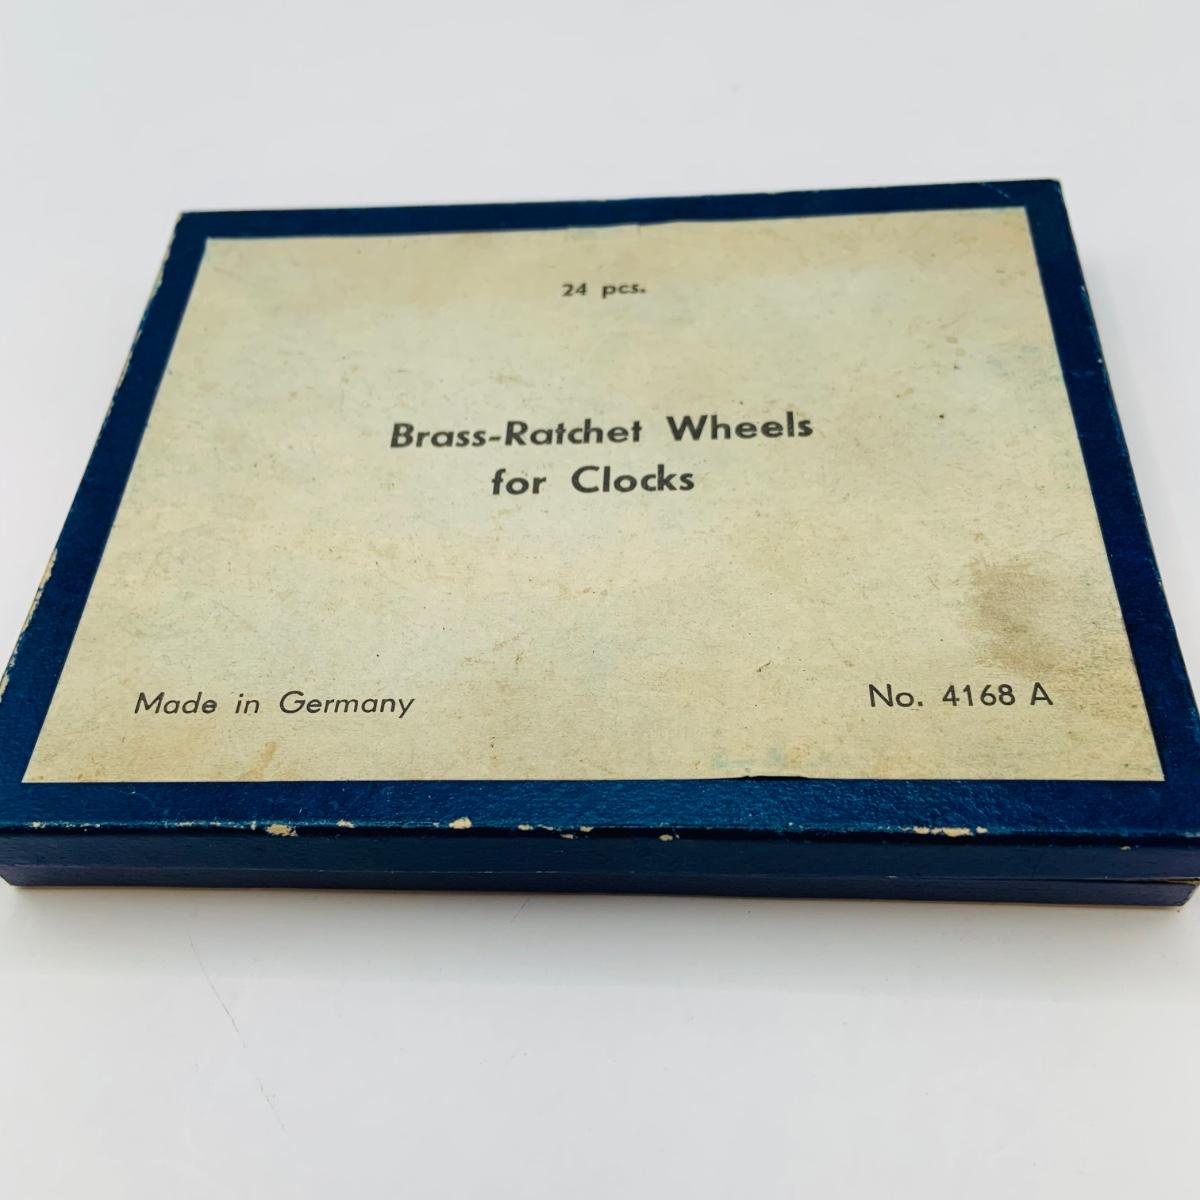 24 pcs.
Brass-Ratchet Wheels
for Clocks
Made in Germany
No. 4168 A